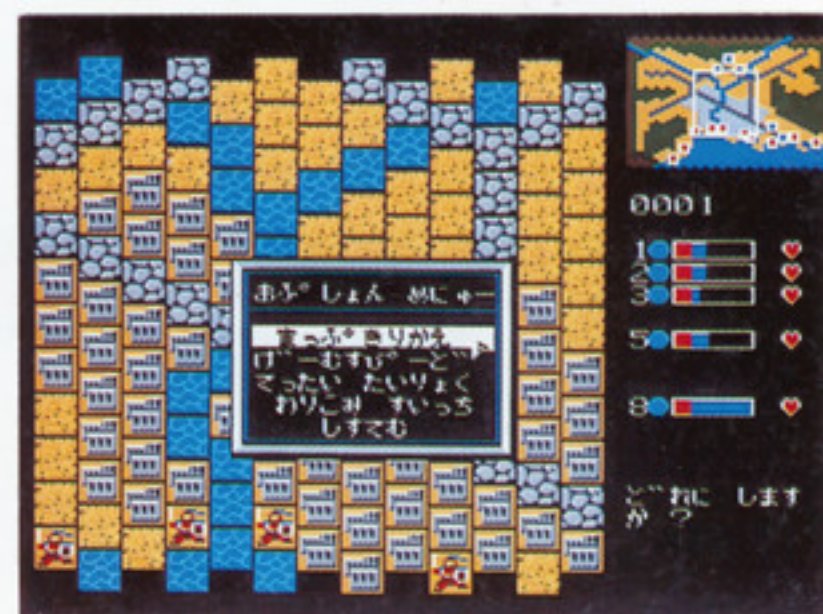 おぷしょん めにゅー
まっぷきりかえ
げーむすぴーど
てったい たいりょく
わりこみ すいっち
しすてむ
0001
1
2
3
5
8
どれに します
か ?